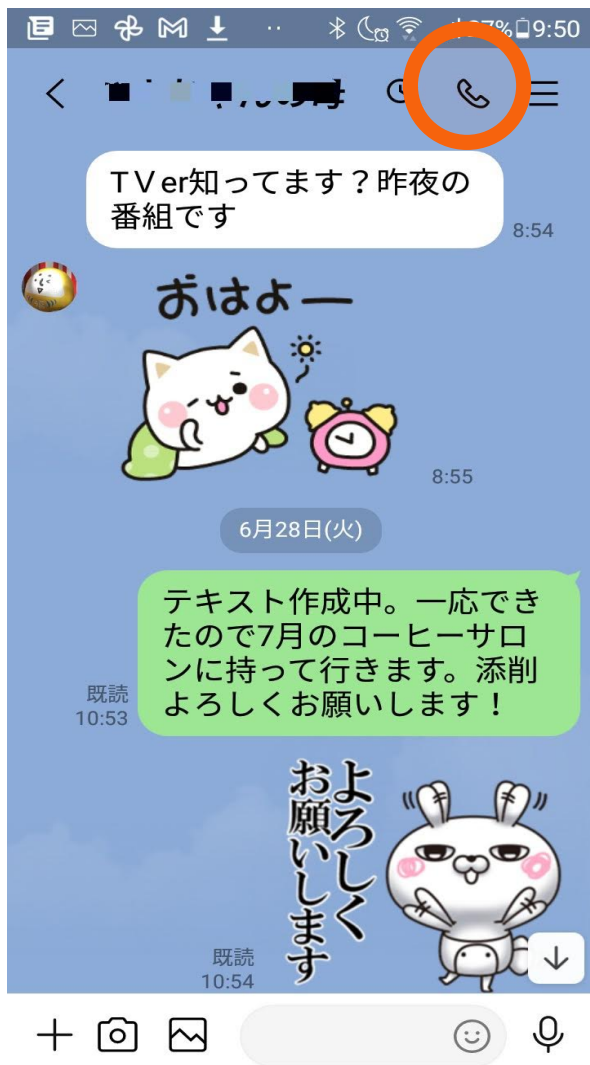 9:50
TVer知ってます？昨夜の
番組です
8:54
おはよー
8:55
6月28日(火)
テキスト作成中。一応でき
たので7月のコーヒーサロ
ンに持って行きます。添削
よろしくお願いします！
既読
10:53
よろしく
お願いします
既読
10:54